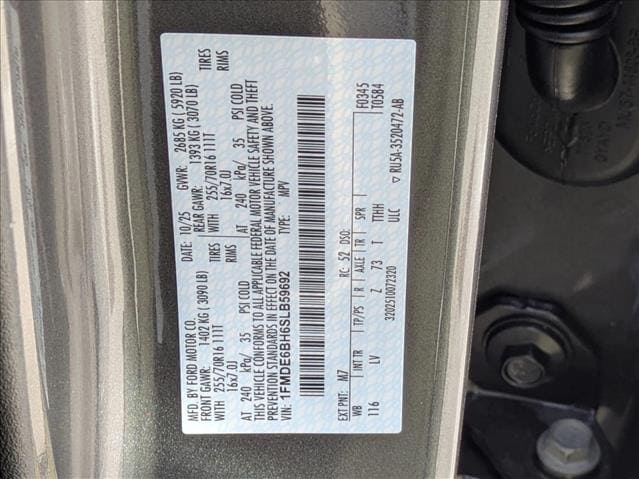 MFD. BY FORD MOTOR CO.
DATE: 10/25 GVWR: 2685 KG ( 5920 LB)
FRONT GAWR: 1402 KG ( 3090 LB) REAR GAWR: 1393 KG ( 3070 LB)
WITH 255/70R16 111T TIRES WITH 255/70R16 111T TIRES
16x7.0J RIMS 16x7.0J RIMS
AT 240 kPa/ 35 PSI COLD AT 240 kPa/ 35 PSI COLD
THIS VEHICLE CONFORMS TO ALL APPLICABLE FEDERAL MOTOR VEHICLE SAFETY AND THEFT
PREVENTION STANDARDS IN EFFECT ON THE DATE OF MANUFACTURE SHOWN ABOVE.
VIN: 1FMDE6BH6SLB59692 TYPE: MPV
F0345
EXT PNT: M7 RC: 52 DSO: T0584
WB INT TR TP/PS R AXLE TR SPR
116 LV Z 73 T TTHH
3202510072320 ULC
▽ RU5A-3520472-AB